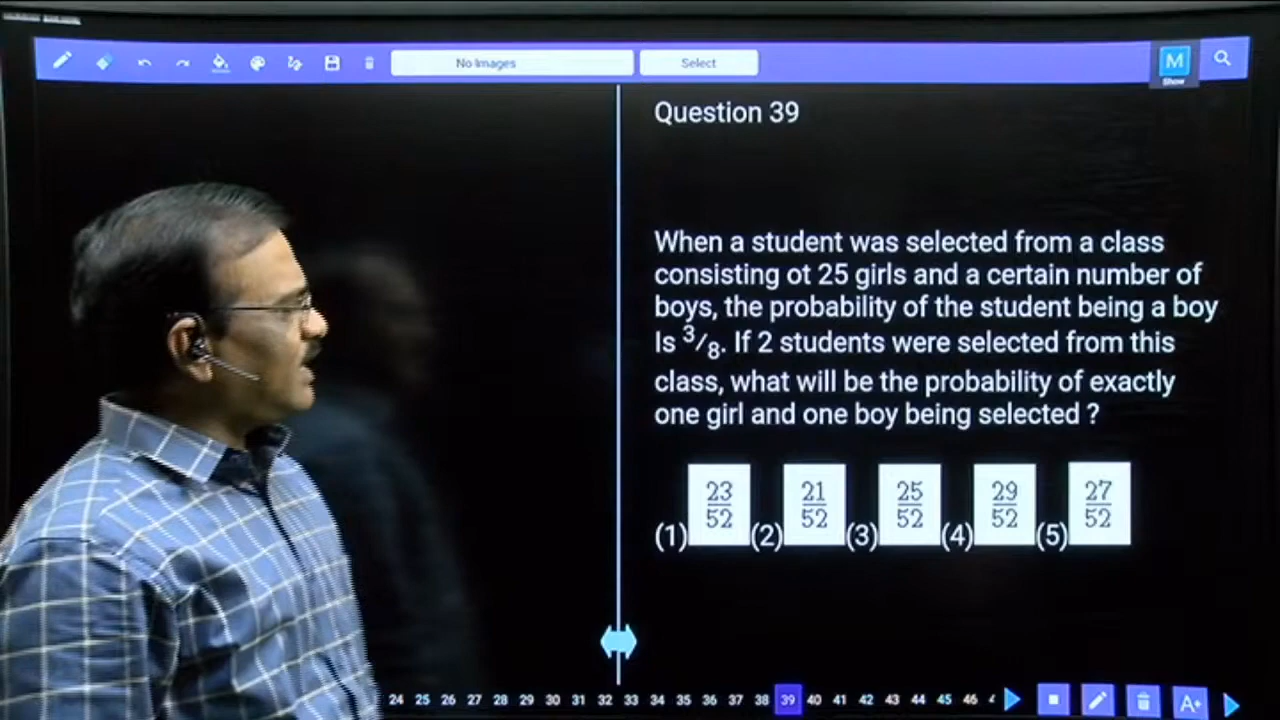 No Images
Select
M
Show
Question 39
When a student was selected from a class
consisting ot 25 girls and a certain number of
boys, the probability of the student being a boy
Is 3/8. If 2 students were selected from this
class, what will be the probability of exactly
one girl and one boy being selected ?
(1) 23/52 (2) 21/52 (3) 25/52 (4) 29/52 (5) 27/52
24 25 26 27 28 29 30 31 32 33 34 35 36 37 38 39 40 41 42 43 44 45 46
A+